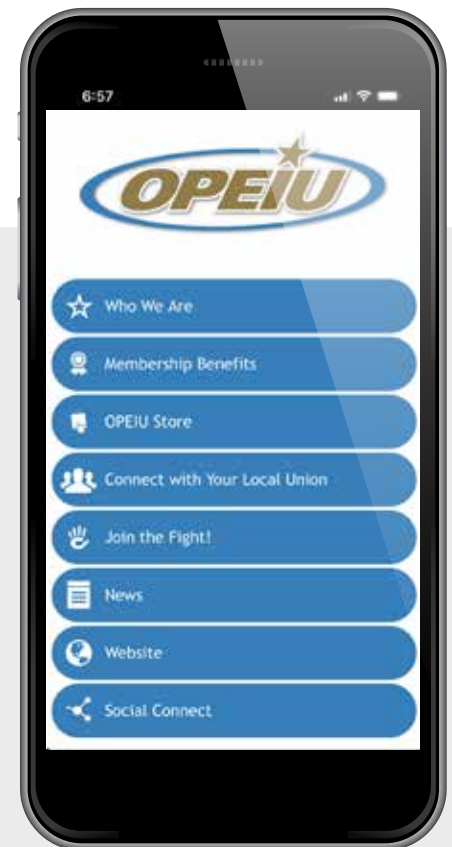 6:57
OPEIU
Who We Are
Membership Benefits
OPEIU Store
Connect with Your Local Union
Join the Fight!
News
Website
Social Connect